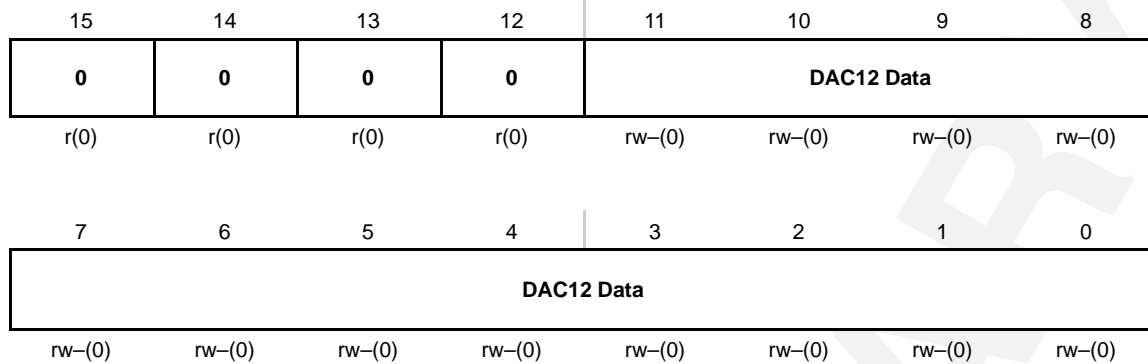 15 14 13 12 11 10 9 8
0 0 0 0 DAC12 Data
r(0) r(0) r(0) r(0) rw–(0) rw–(0) rw–(0) rw–(0)
7 6 5 4 3 2 1 0
DAC12 Data
rw–(0) rw–(0) rw–(0) rw–(0) rw–(0) rw–(0) rw–(0) rw–(0)